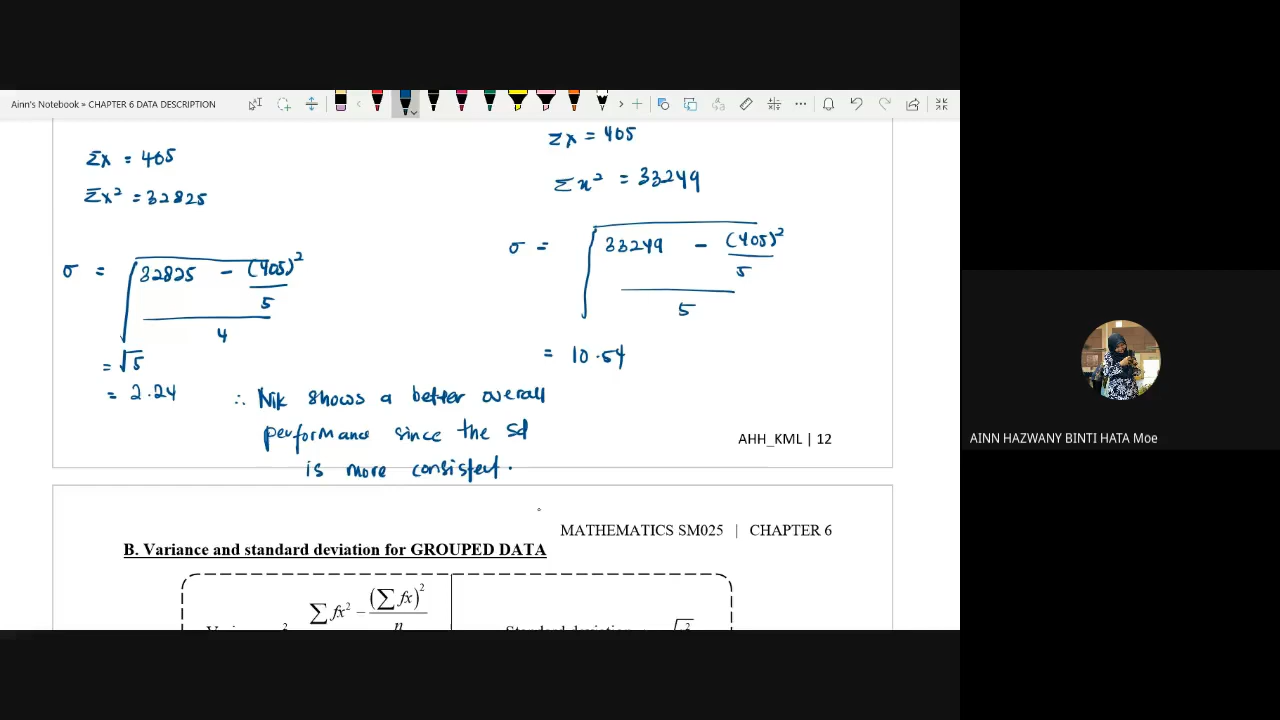 Ainn's Notebook » CHAPTER 6 DATA DESCRIPTION
Σx = 405
Σx² = 32825
σ = √((32825 - (405)²/5)/4)
= √5
= 2.24
Σx = 405
Σx² = 33249
σ = √((33249 - (405)²/5)/5)
= 10.54
∴ Nik shows a better overall
performance since the sd
is more consistent.
AHH_KML | 12
AINN HAZWANY BINTI HATA Moe
MATHEMATICS SM025 | CHAPTER 6
B. Variance and standard deviation for GROUPED DATA
∑fx² - (∑fx)²/n